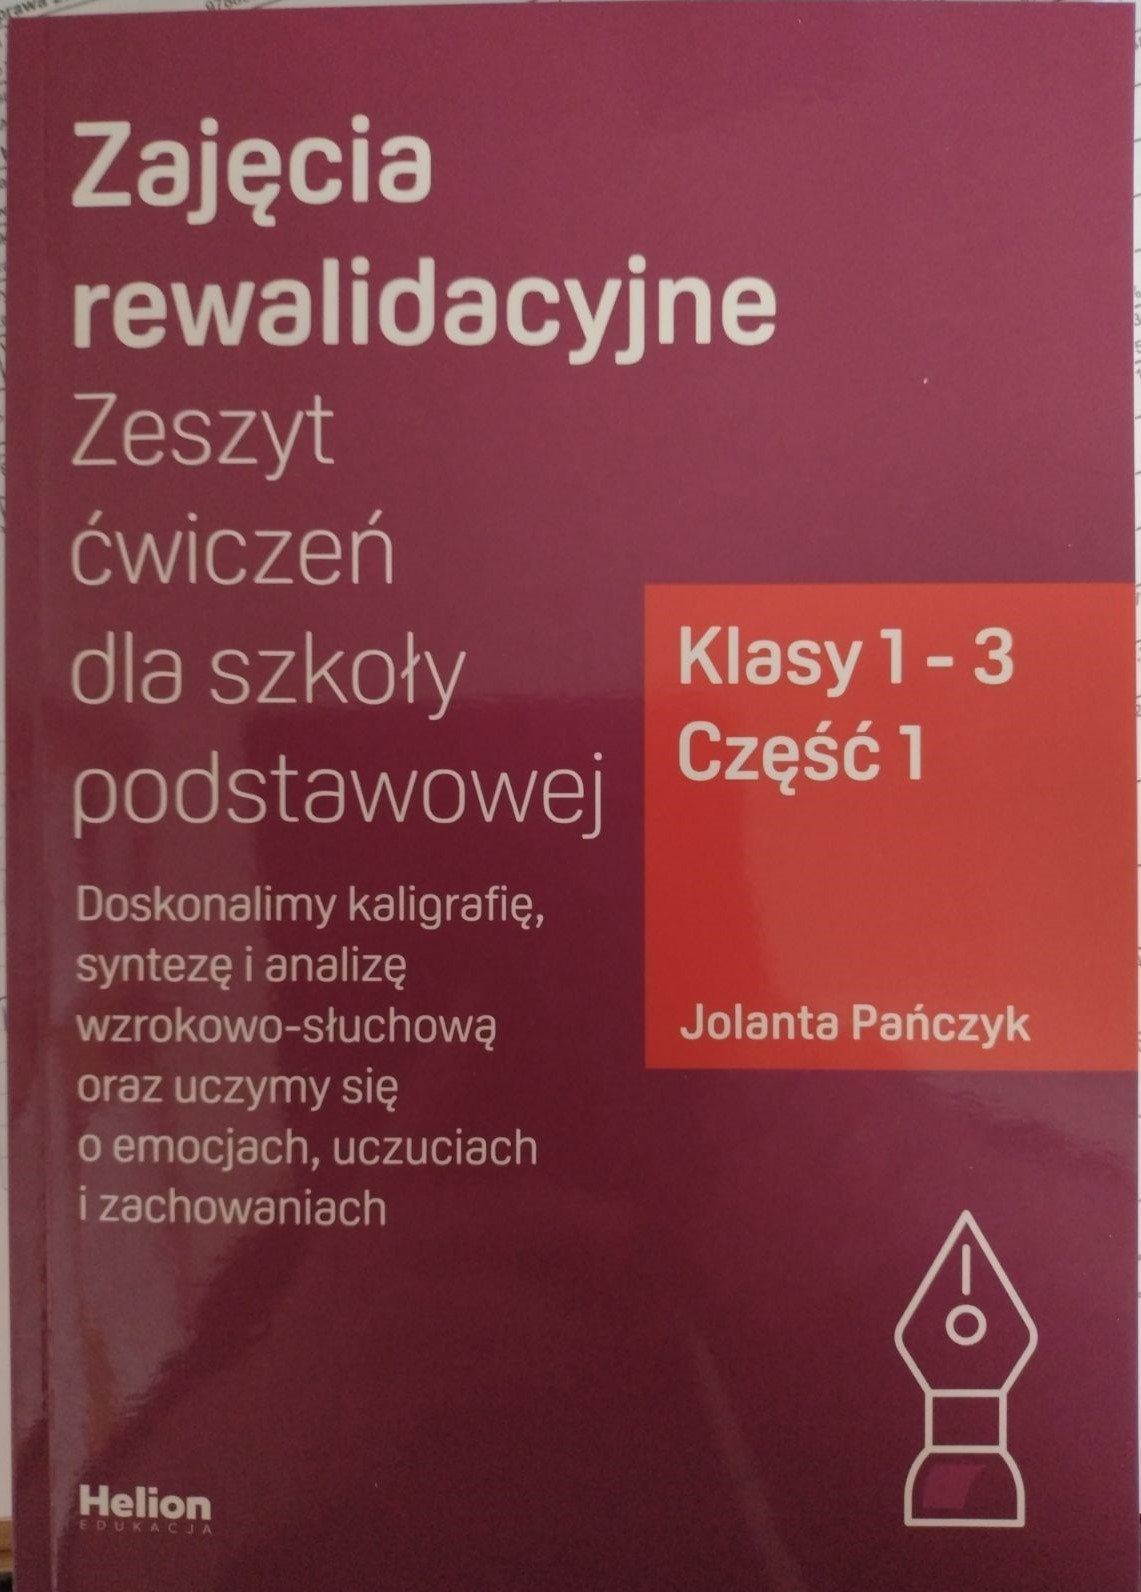 Zajęcia
rewalidacyjne
Zeszyt
ćwiczeń
dla szkoły
podstawowej
Klasy 1 - 3
Część 1
Doskonalimy kaligrafię,
syntezę i analizę
wzrokowo-słuchową
oraz uczymy się
o emocjach, uczuciach
i zachowaniach
Jolanta Pańczyk
Helion
EDUKACJA